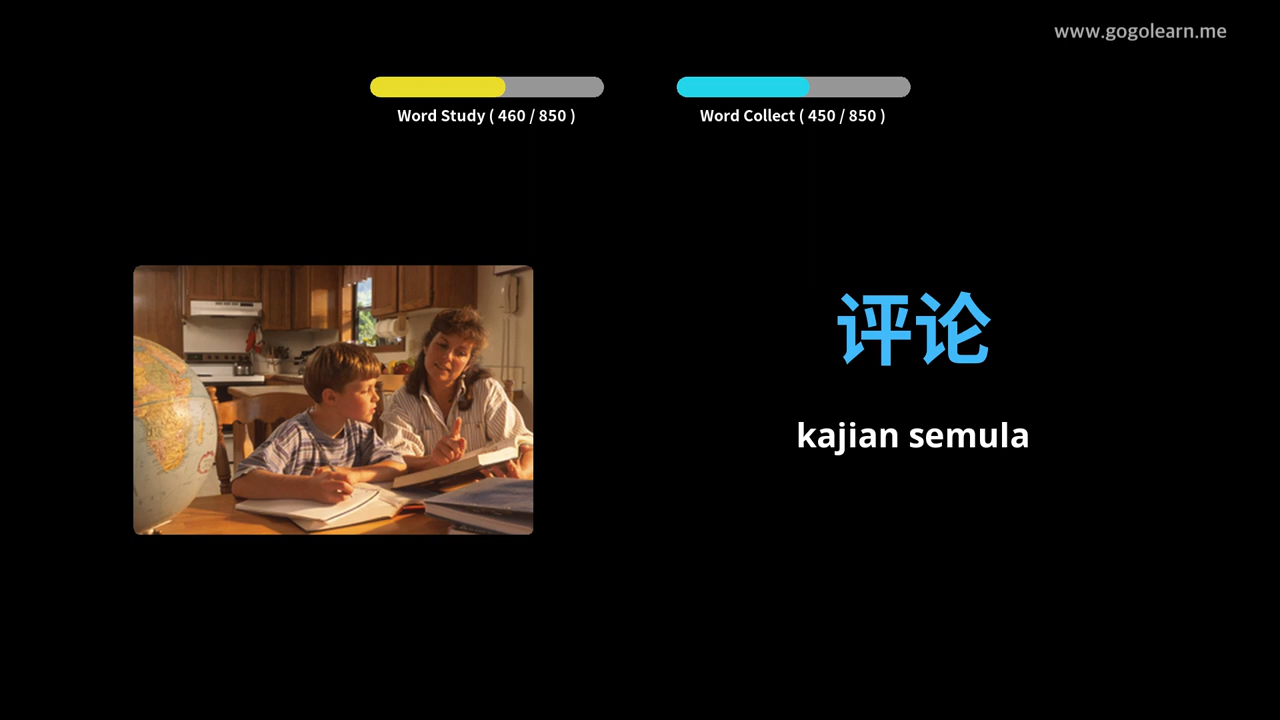 www.gogolearn.me
Word Study ( 460 / 850 )
Word Collect ( 450 / 850 )
评论
kajian semula